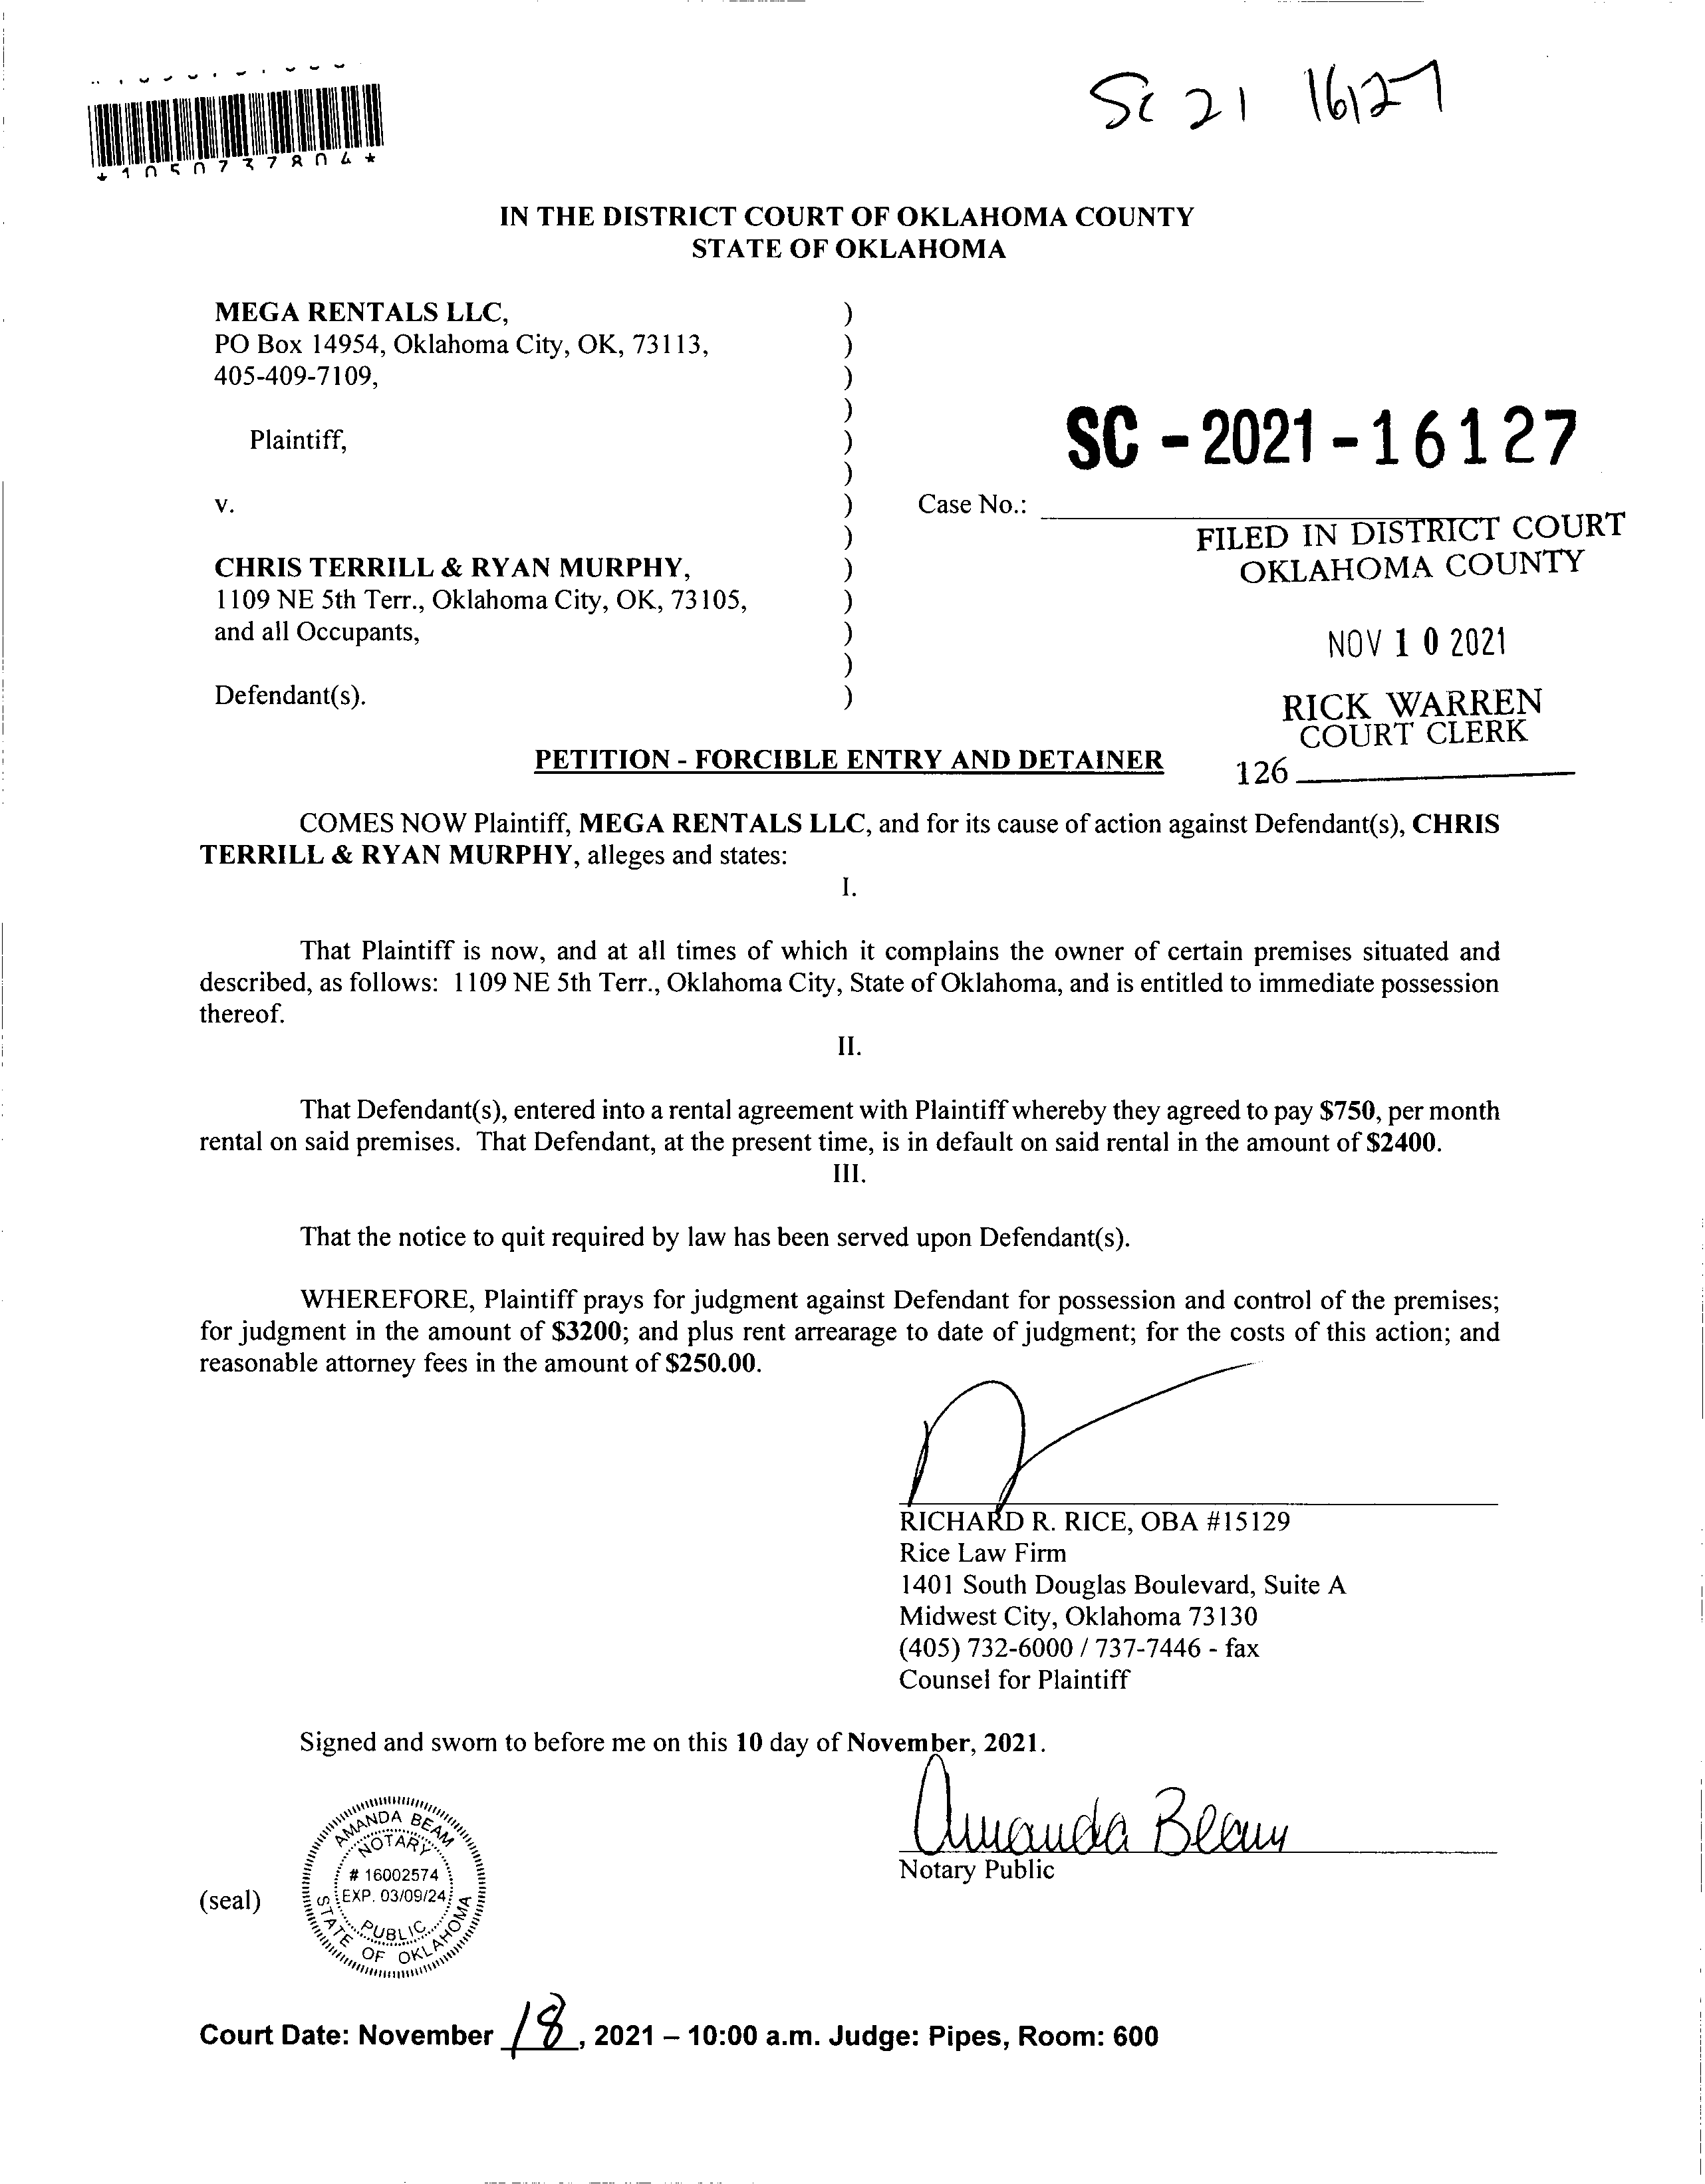 SC 21 16127
*1050737804*
IN THE DISTRICT COURT OF OKLAHOMA COUNTY
STATE OF OKLAHOMA
MEGA RENTALS LLC, )
PO Box 14954, Oklahoma City, OK, 73113, )
405-409-7109, )
)
Plaintiff, )
SC - 2021 - 16127
)
v. ) Case No.:
)
FILED IN DISTRICT COURT
OKLAHOMA COUNTY
CHRIS TERRILL & RYAN MURPHY, )
1109 NE 5th Terr., Oklahoma City, OK, 73105, )
and all Occupants, )
NOV 10 2021
)
Defendant(s). )
RICK WARREN
COURT CLERK
126
PETITION - FORCIBLE ENTRY AND DETAINER
COMES NOW Plaintiff, MEGA RENTALS LLC, and for its cause of action against Defendant(s), CHRIS
TERRILL & RYAN MURPHY, alleges and states:
I.
That Plaintiff is now, and at all times of which it complains the owner of certain premises situated and
described, as follows: 1109 NE 5th Terr., Oklahoma City, State of Oklahoma, and is entitled to immediate possession
thereof.
II.
That Defendant(s), entered into a rental agreement with Plaintiff whereby they agreed to pay $750, per month
rental on said premises. That Defendant, at the present time, is in default on said rental in the amount of $2400.
III.
That the notice to quit required by law has been served upon Defendant(s).
WHEREFORE, Plaintiff prays for judgment against Defendant for possession and control of the premises;
for judgment in the amount of $3200; and plus rent arrearage to date of judgment; for the costs of this action; and
reasonable attorney fees in the amount of $250.00.
RICHARD R. RICE, OBA #15129
Rice Law Firm
1401 South Douglas Boulevard, Suite A
Midwest City, Oklahoma 73130
(405) 732-6000 / 737-7446 - fax
Counsel for Plaintiff
Signed and sworn to before me on this 10 day of November, 2021.
Amanda Beam
Notary Public
(seal)
AMANDA BEAM
NOTARY
# 16002574
EXP. 03/09/24
PUBLIC
STATE OF OKLAHOMA
Court Date: November 18, 2021 – 10:00 a.m. Judge: Pipes, Room: 600